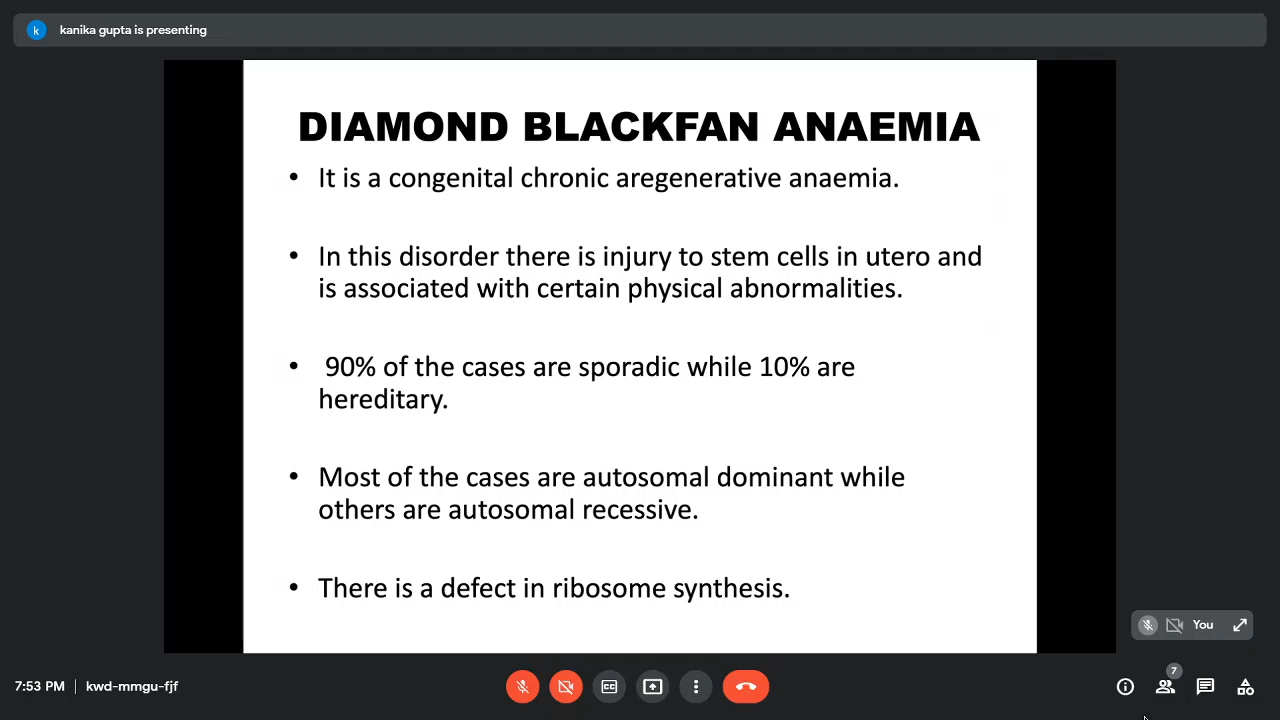 k kanika gupta is presenting
DIAMOND BLACKFAN ANAEMIA
• It is a congenital chronic aregenerative anaemia.
• In this disorder there is injury to stem cells in utero and
is associated with certain physical abnormalities.
• 90% of the cases are sporadic while 10% are
hereditary.
• Most of the cases are autosomal dominant while
others are autosomal recessive.
• There is a defect in ribosome synthesis.
You
7:53 PM | kwd-mmgu-fjf
CC
7